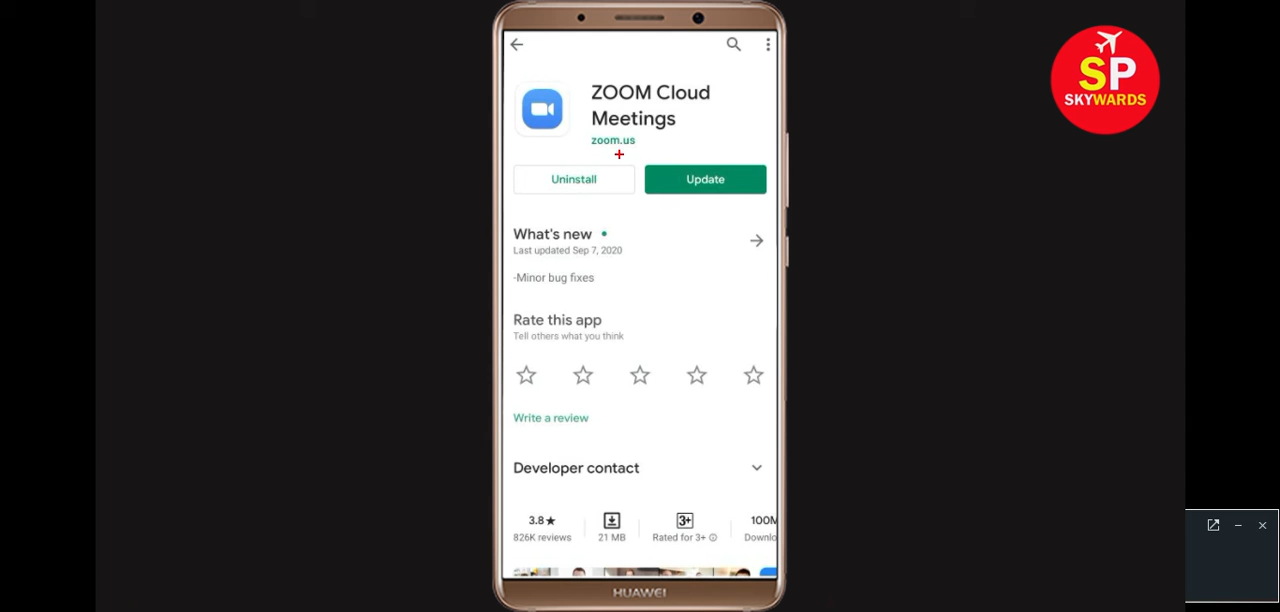 SP
SKYWARDS
ZOOM Cloud
Meetings
zoom.us
Uninstall
Update
What's new
Last updated Sep 7, 2020
-Minor bug fixes
Rate this app
Tell others what you think
Write a review
Developer contact
3.8★
826K reviews
21 MB
3+
Rated for 3+
100M
Downlo
HUAWEI